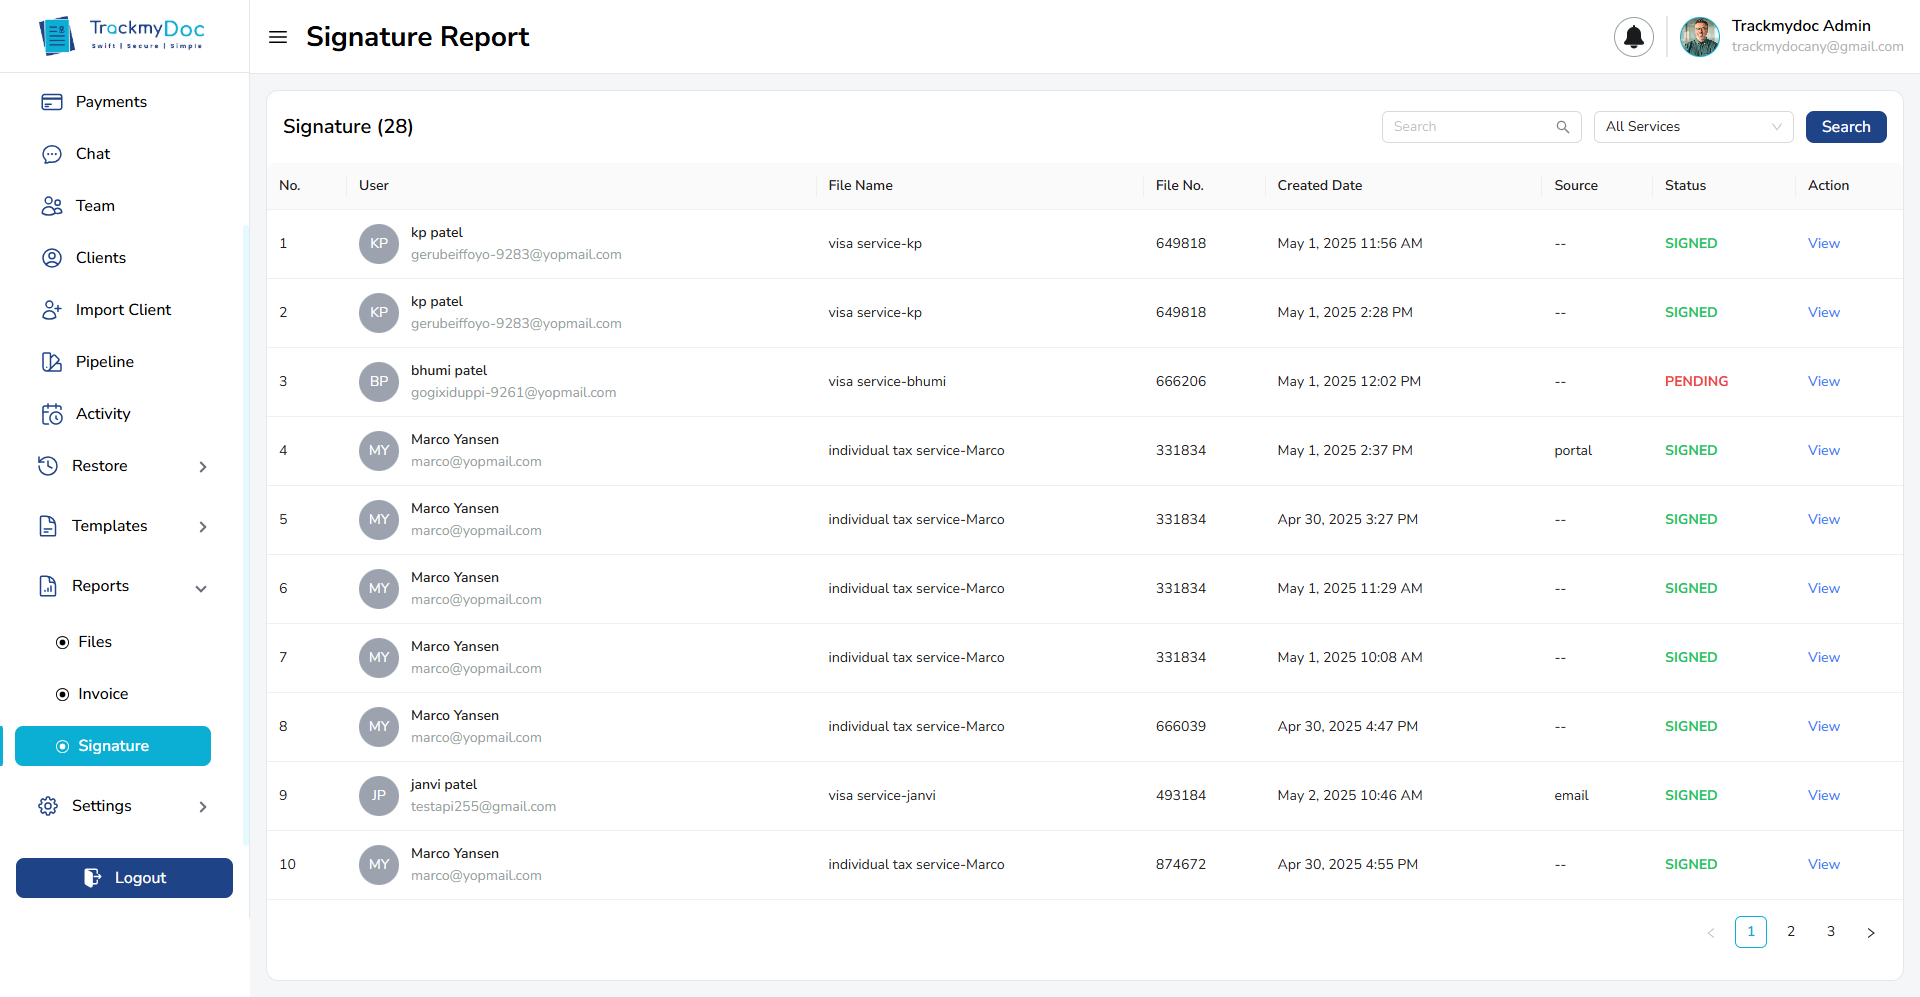 TrackmyDoc
Swift | Secure | Simple
Signature Report
Trackmydoc Admin
trackmydocany@gmail.com
Payments
Chat
Team
Clients
Import Client
Pipeline
Activity
Restore
Templates
Reports
Files
Invoice
Signature
Settings
Logout
Signature (28)
Search
All Services
Search
No. User File Name File No. Created Date Source Status Action
1 KP kp patel gerubeiffoyo-9283@yopmail.com visa service-kp 649818 May 1, 2025 11:56 AM -- SIGNED View
2 KP kp patel gerubeiffoyo-9283@yopmail.com visa service-kp 649818 May 1, 2025 2:28 PM -- SIGNED View
3 BP bhumi patel gogixiduppi-9261@yopmail.com visa service-bhumi 666206 May 1, 2025 12:02 PM -- PENDING View
4 MY Marco Yansen marco@yopmail.com individual tax service-Marco 331834 May 1, 2025 2:37 PM portal SIGNED View
5 MY Marco Yansen marco@yopmail.com individual tax service-Marco 331834 Apr 30, 2025 3:27 PM -- SIGNED View
6 MY Marco Yansen marco@yopmail.com individual tax service-Marco 331834 May 1, 2025 11:29 AM -- SIGNED View
7 MY Marco Yansen marco@yopmail.com individual tax service-Marco 331834 May 1, 2025 10:08 AM -- SIGNED View
8 MY Marco Yansen marco@yopmail.com individual tax service-Marco 666039 Apr 30, 2025 4:47 PM -- SIGNED View
9 JP janvi patel testapi255@gmail.com visa service-janvi 493184 May 2, 2025 10:46 AM email SIGNED View
10 MY Marco Yansen marco@yopmail.com individual tax service-Marco 874672 Apr 30, 2025 4:55 PM -- SIGNED View
< 1 2 3 >